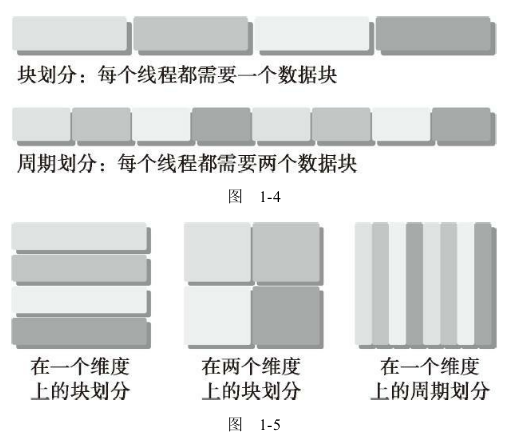 块划分：每个线程都需要一个数据块
周期划分：每个线程都需要两个数据块
图 1-4
在一个维度
上的块划分
在两个维度
上的块划分
在一个维度
上的周期划分
图 1-5